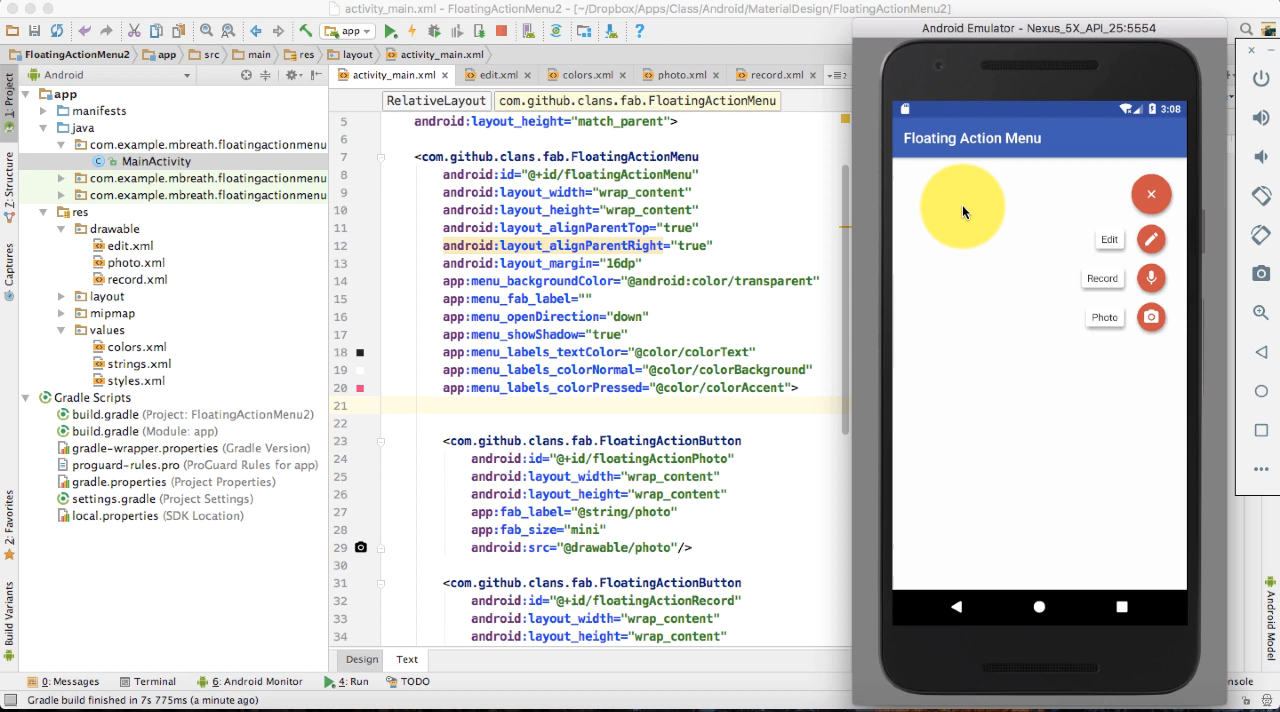 activity_main.xml - FloatingActionMenu2 - [~/Dropbox/Apps/Class/Android/MaterialDesign/FloatingActionMenu2]
app
FloatingActionMenu2
app
src
main
res
layout
activity_main.xml
Android
activity_main.xml
edit.xml
colors.xml
photo.xml
record.xml
1: Project
Z: Structure
Captures
2: Favorites
Build Variants
app
manifests
java
com.example.mbreath.floatingactionmenu
MainActivity
com.example.mbreath.floatingactionmenu
com.example.mbreath.floatingactionmenu
res
drawable
edit.xml
photo.xml
record.xml
layout
mipmap
values
colors.xml
strings.xml
styles.xml
Gradle Scripts
build.gradle (Project: FloatingActionMenu2)
build.gradle (Module: app)
gradle-wrapper.properties (Gradle Version)
proguard-rules.pro (ProGuard Rules for app)
gradle.properties (Project Properties)
settings.gradle (Project Settings)
local.properties (SDK Location)
RelativeLayout
com.github.clans.fab.FloatingActionMenu
5 android:layout_height="match_parent">
6
7 <com.github.clans.fab.FloatingActionMenu
8 android:id="@+id/floatingActionMenu"
9 android:layout_width="wrap_content"
10 android:layout_height="wrap_content"
11 android:layout_alignParentTop="true"
12 android:layout_alignParentRight="true"
13 android:layout_margin="16dp"
14 app:menu_backgroundColor="@android:color/transparent"
15 app:menu_fab_label=""
16 app:menu_openDirection="down"
17 app:menu_showShadow="true"
18 app:menu_labels_textColor="@color/colorText"
19 app:menu_labels_colorNormal="@color/colorBackground"
20 app:menu_labels_colorPressed="@color/colorAccent">
21
22
23 <com.github.clans.fab.FloatingActionButton
24 android:id="@+id/floatingActionPhoto"
25 android:layout_width="wrap_content"
26 android:layout_height="wrap_content"
27 app:fab_label="@string/photo"
28 app:fab_size="mini"
29 android:src="@drawable/photo"/>
30
31 <com.github.clans.fab.FloatingActionButton
32 android:id="@+id/floatingActionRecord"
33 android:layout_width="wrap_content"
34 android:layout_height="wrap_content"
Design
Text
Android Emulator - Nexus_5X_API_25:5554
3:08
Floating Action Menu
Edit
Record
Photo
Android Model
0: Messages
Terminal
6: Android Monitor
4: Run
TODO
nsole
Gradle build finished in 7s 775ms (a minute ago)